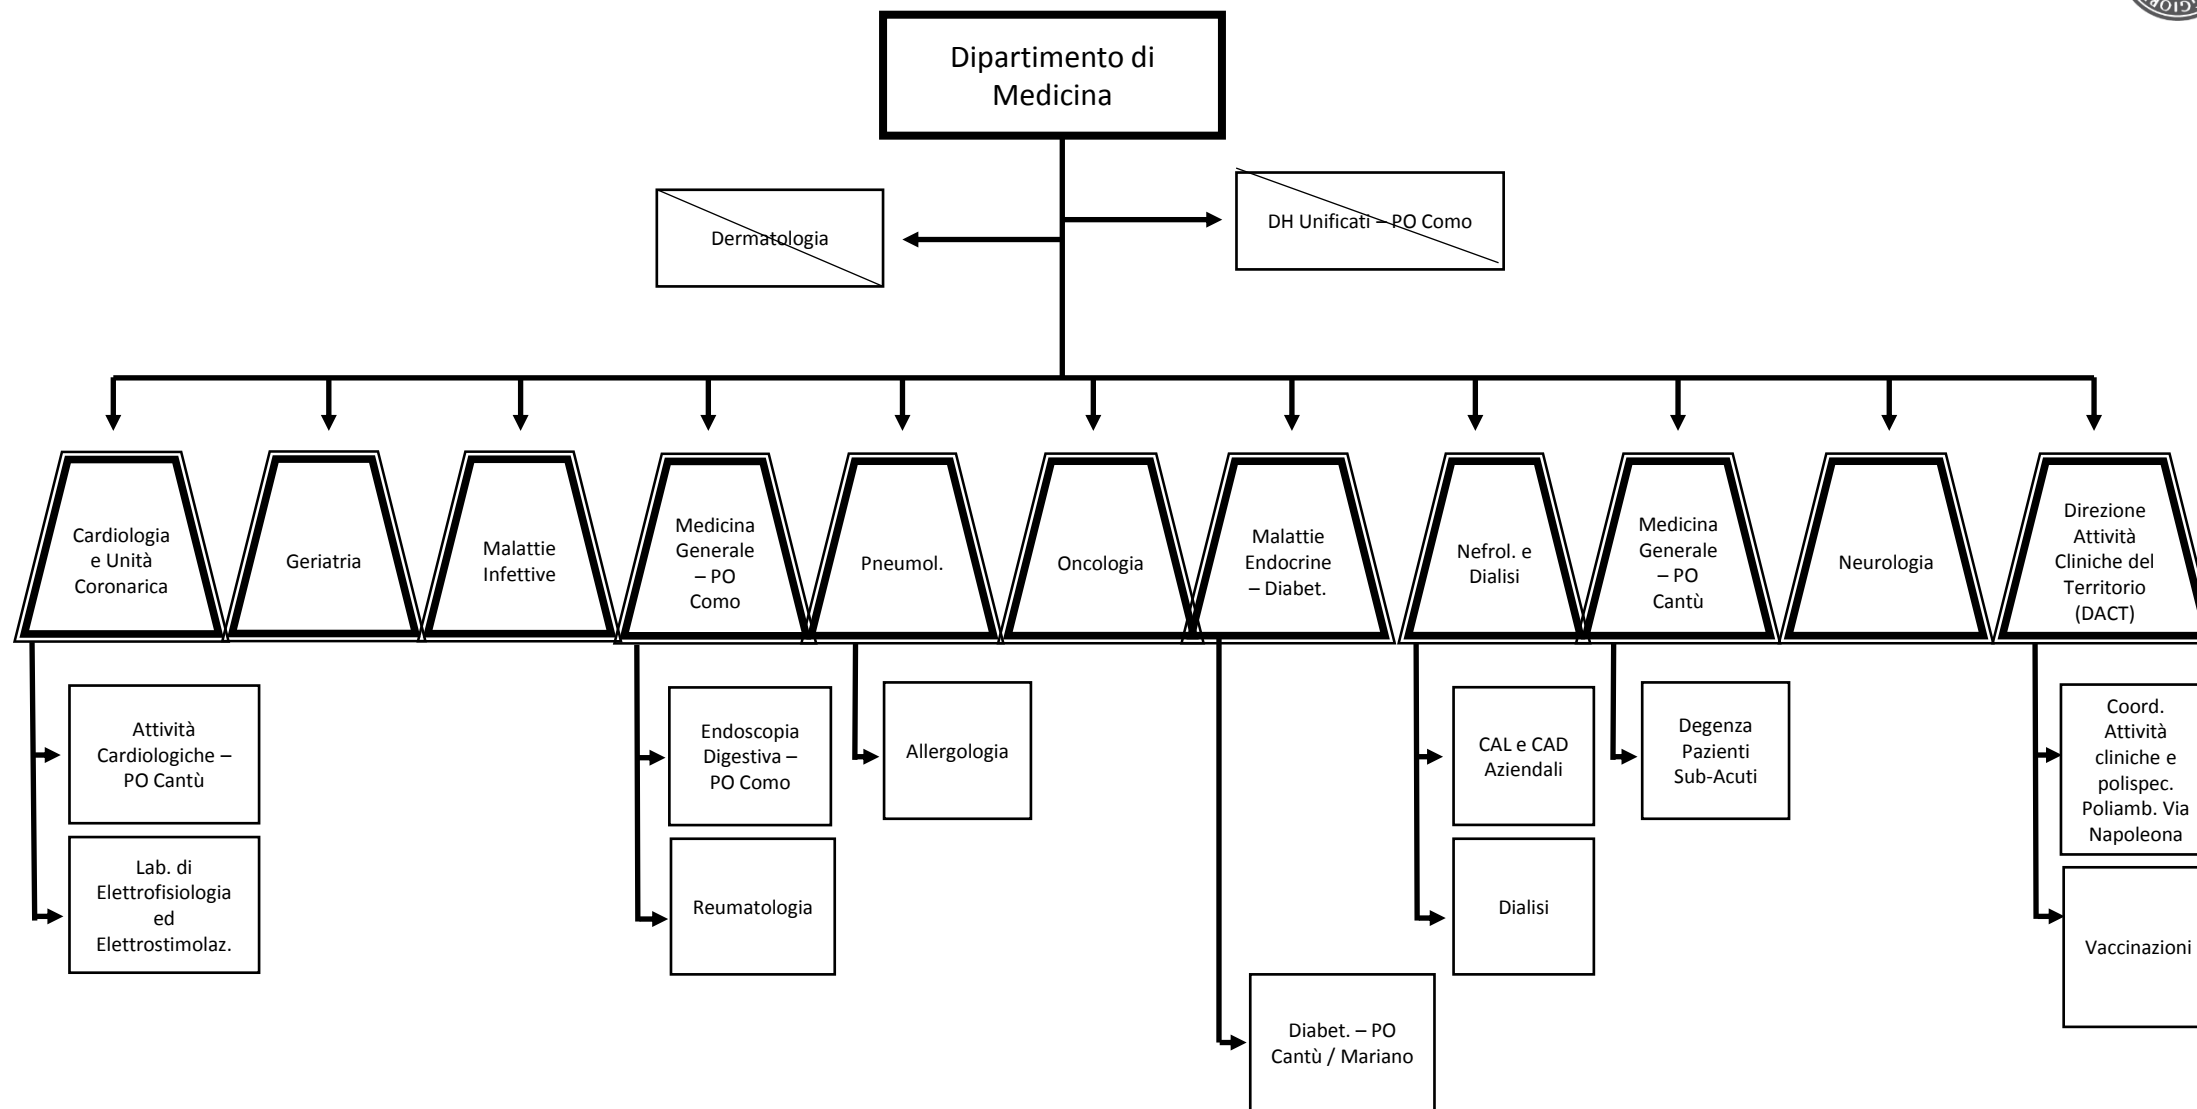 Dipartimento di
Medicina
Dermatologia
DH Unificati – PO Como
Cardiologia
e Unità
Coronarica
Geriatria
Malattie
Infettive
Medicina
Generale
– PO
Como
Pneumol.
Oncologia
Malattie
Endocrine
– Diabet.
Nefrol. e
Dialisi
Medicina
Generale
– PO
Cantù
Neurologia
Direzione
Attività
Cliniche del
Territorio
(DACT)
Attività
Cardiologiche –
PO Cantù
Lab. di
Elettrofisiologia
ed
Elettrostimolaz.
Endoscopia
Digestiva –
PO Como
Reumatologia
Allergologia
Diabet. – PO
Cantù / Mariano
CAL e CAD
Aziendali
Dialisi
Degenza
Pazienti
Sub-Acuti
Coord.
Attività
cliniche e
polispec.
Poliamb. Via
Napoleona
Vaccinazioni